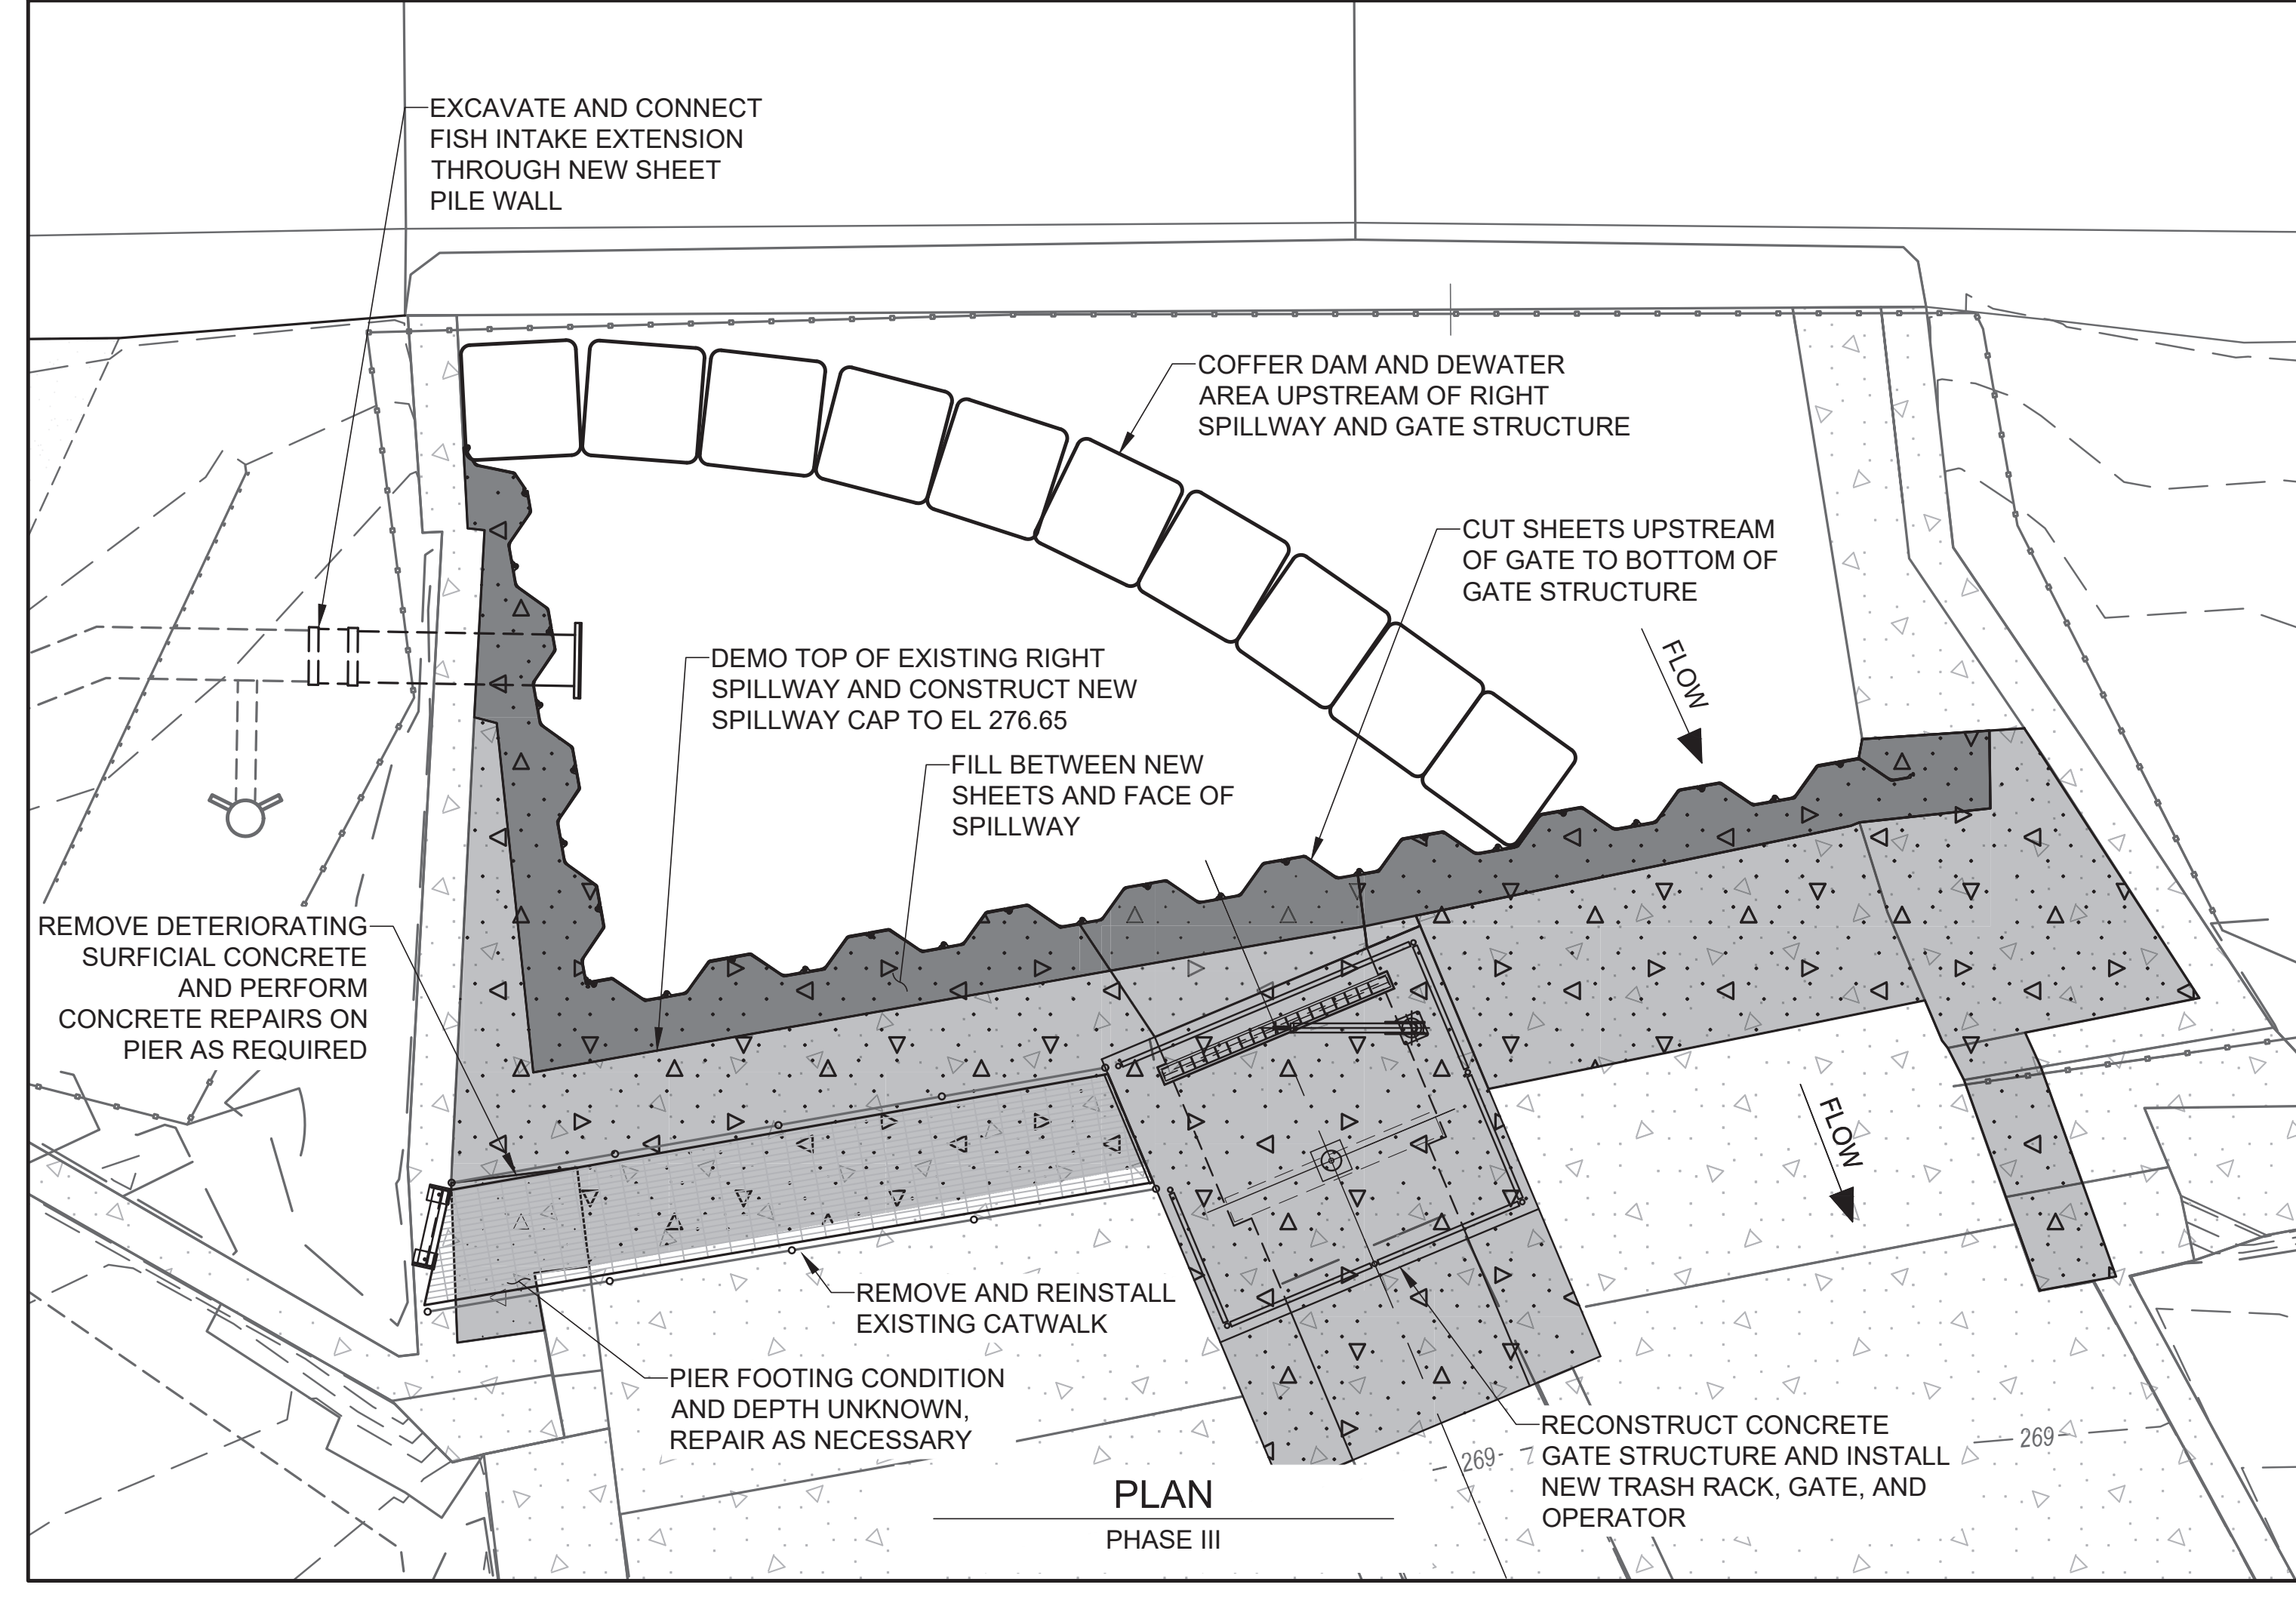 EXCAVATE AND CONNECT
FISH INTAKE EXTENSION
THROUGH NEW SHEET
PILE WALL
COFFER DAM AND DEWATER
AREA UPSTREAM OF RIGHT
SPILLWAY AND GATE STRUCTURE
CUT SHEETS UPSTREAM
OF GATE TO BOTTOM OF
GATE STRUCTURE
FLOW
DEMO TOP OF EXISTING RIGHT
SPILLWAY AND CONSTRUCT NEW
SPILLWAY CAP TO EL 276.65
FILL BETWEEN NEW
SHEETS AND FACE OF
SPILLWAY
REMOVE DETERIORATING
SURFICIAL CONCRETE
AND PERFORM
CONCRETE REPAIRS ON
PIER AS REQUIRED
FLOW
REMOVE AND REINSTALL
EXISTING CATWALK
PIER FOOTING CONDITION
AND DEPTH UNKNOWN,
REPAIR AS NECESSARY
RECONSTRUCT CONCRETE
GATE STRUCTURE AND INSTALL
NEW TRASH RACK, GATE, AND
OPERATOR
269
269
PLAN
PHASE III